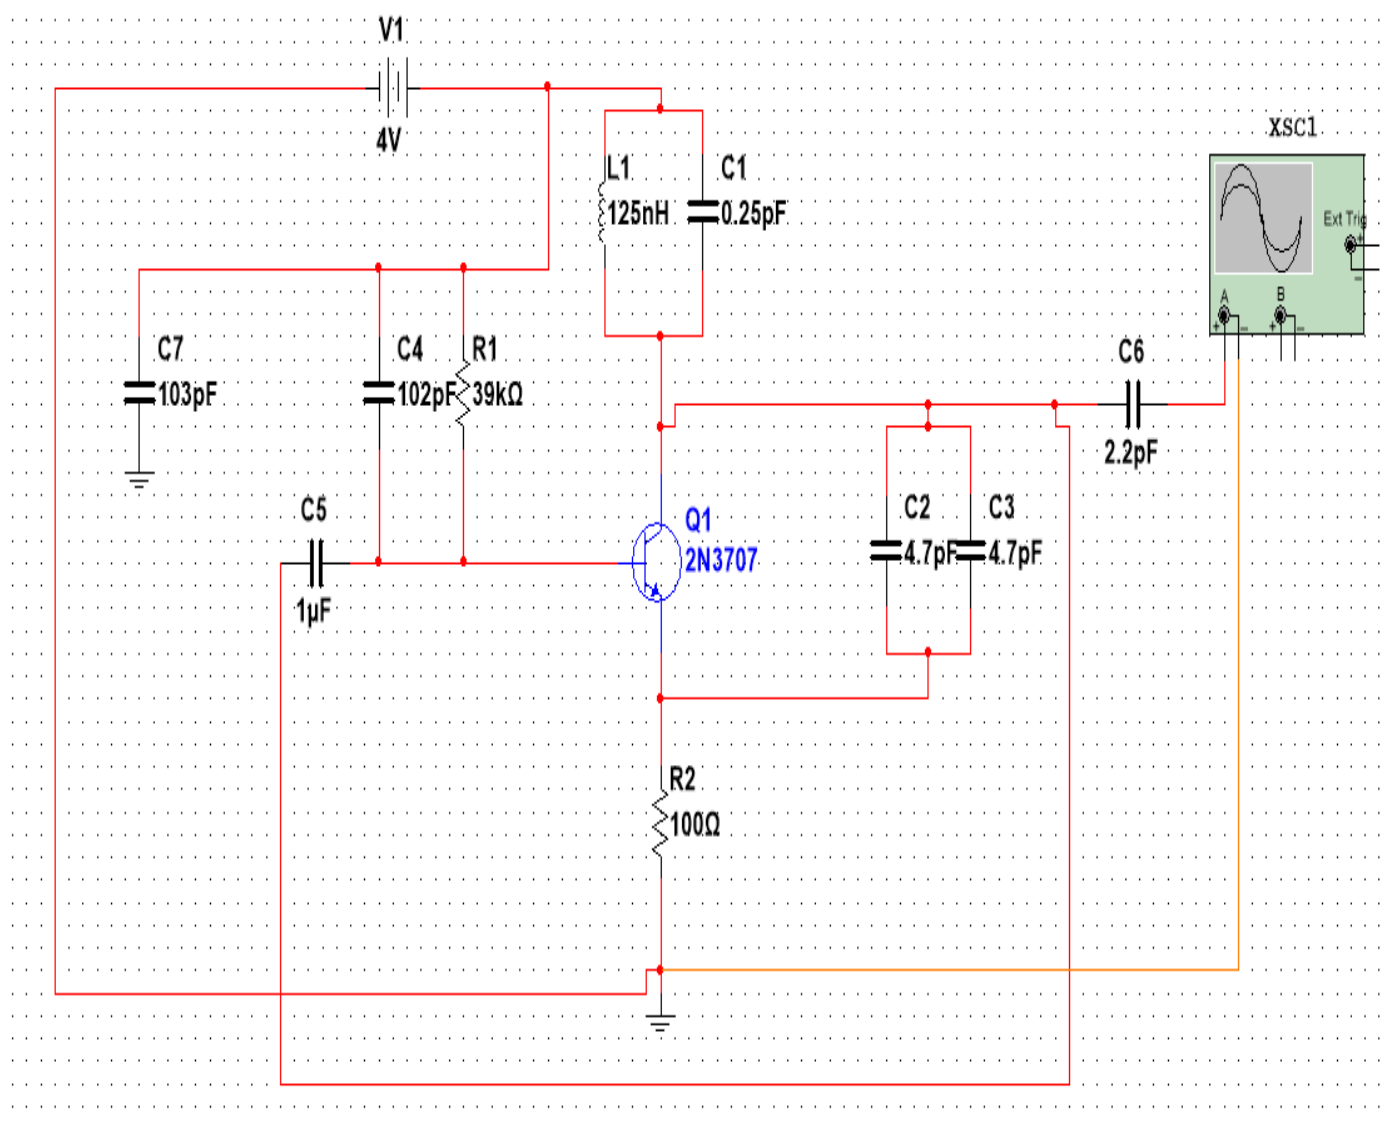 V1
4V
XSC1
L1
125nH
C1
0.25pF
Ext Trig
+
–
A
B
+
–
+
–
C7
103pF
C4
102pF
R1
39kΩ
C6
2.2pF
C5
1µF
Q1
2N3707
C2
4.7pF
C3
4.7pF
R2
100Ω